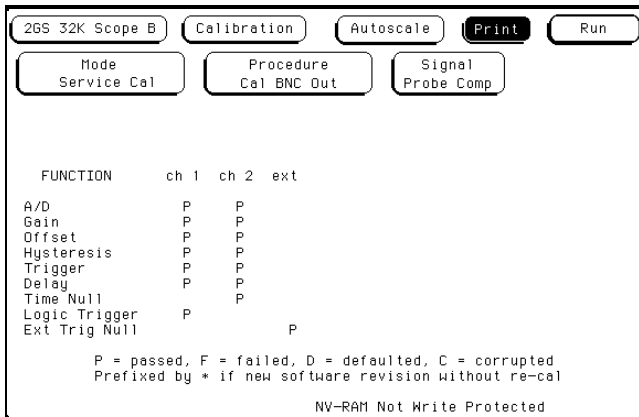 2GS 32K Scope B Calibration Autoscale Print Run
Mode Procedure Signal
Service Cal Cal BNC Out Probe Comp
FUNCTION ch 1 ch 2 ext
A/D P P
Gain P P
Offset P P
Hysteresis P P
Trigger P P
Delay P P
Time Null P
Logic Trigger P
Ext Trig Null P
P = passed, F = failed, D = defaulted, C = corrupted
Prefixed by * if new software revision without re-cal
NV-RAM Not Write Protected